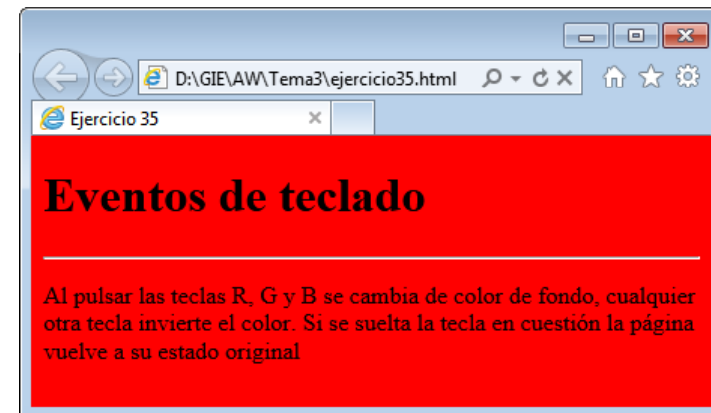 D:\GIE\AW\Tema3\ejercicio35.html
Ejercicio 35
Eventos de teclado
Al pulsar las teclas R, G y B se cambia de color de fondo, cualquier
otra tecla invierte el color. Si se suelta la tecla en cuestión la página
vuelve a su estado original